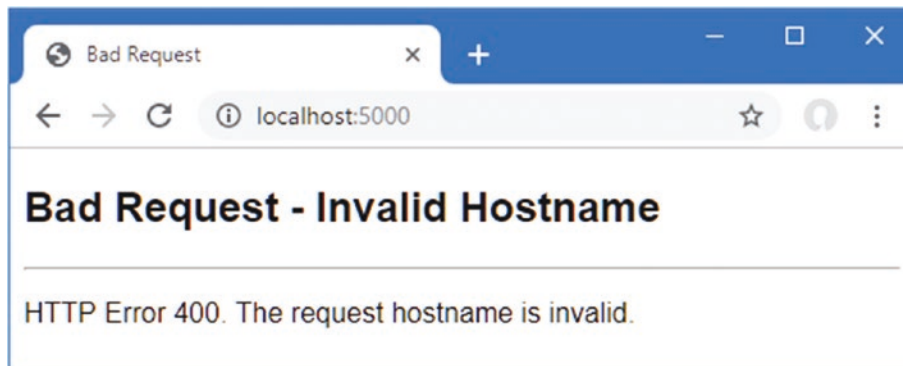 Bad Request
localhost:5000
Bad Request - Invalid Hostname
HTTP Error 400. The request hostname is invalid.